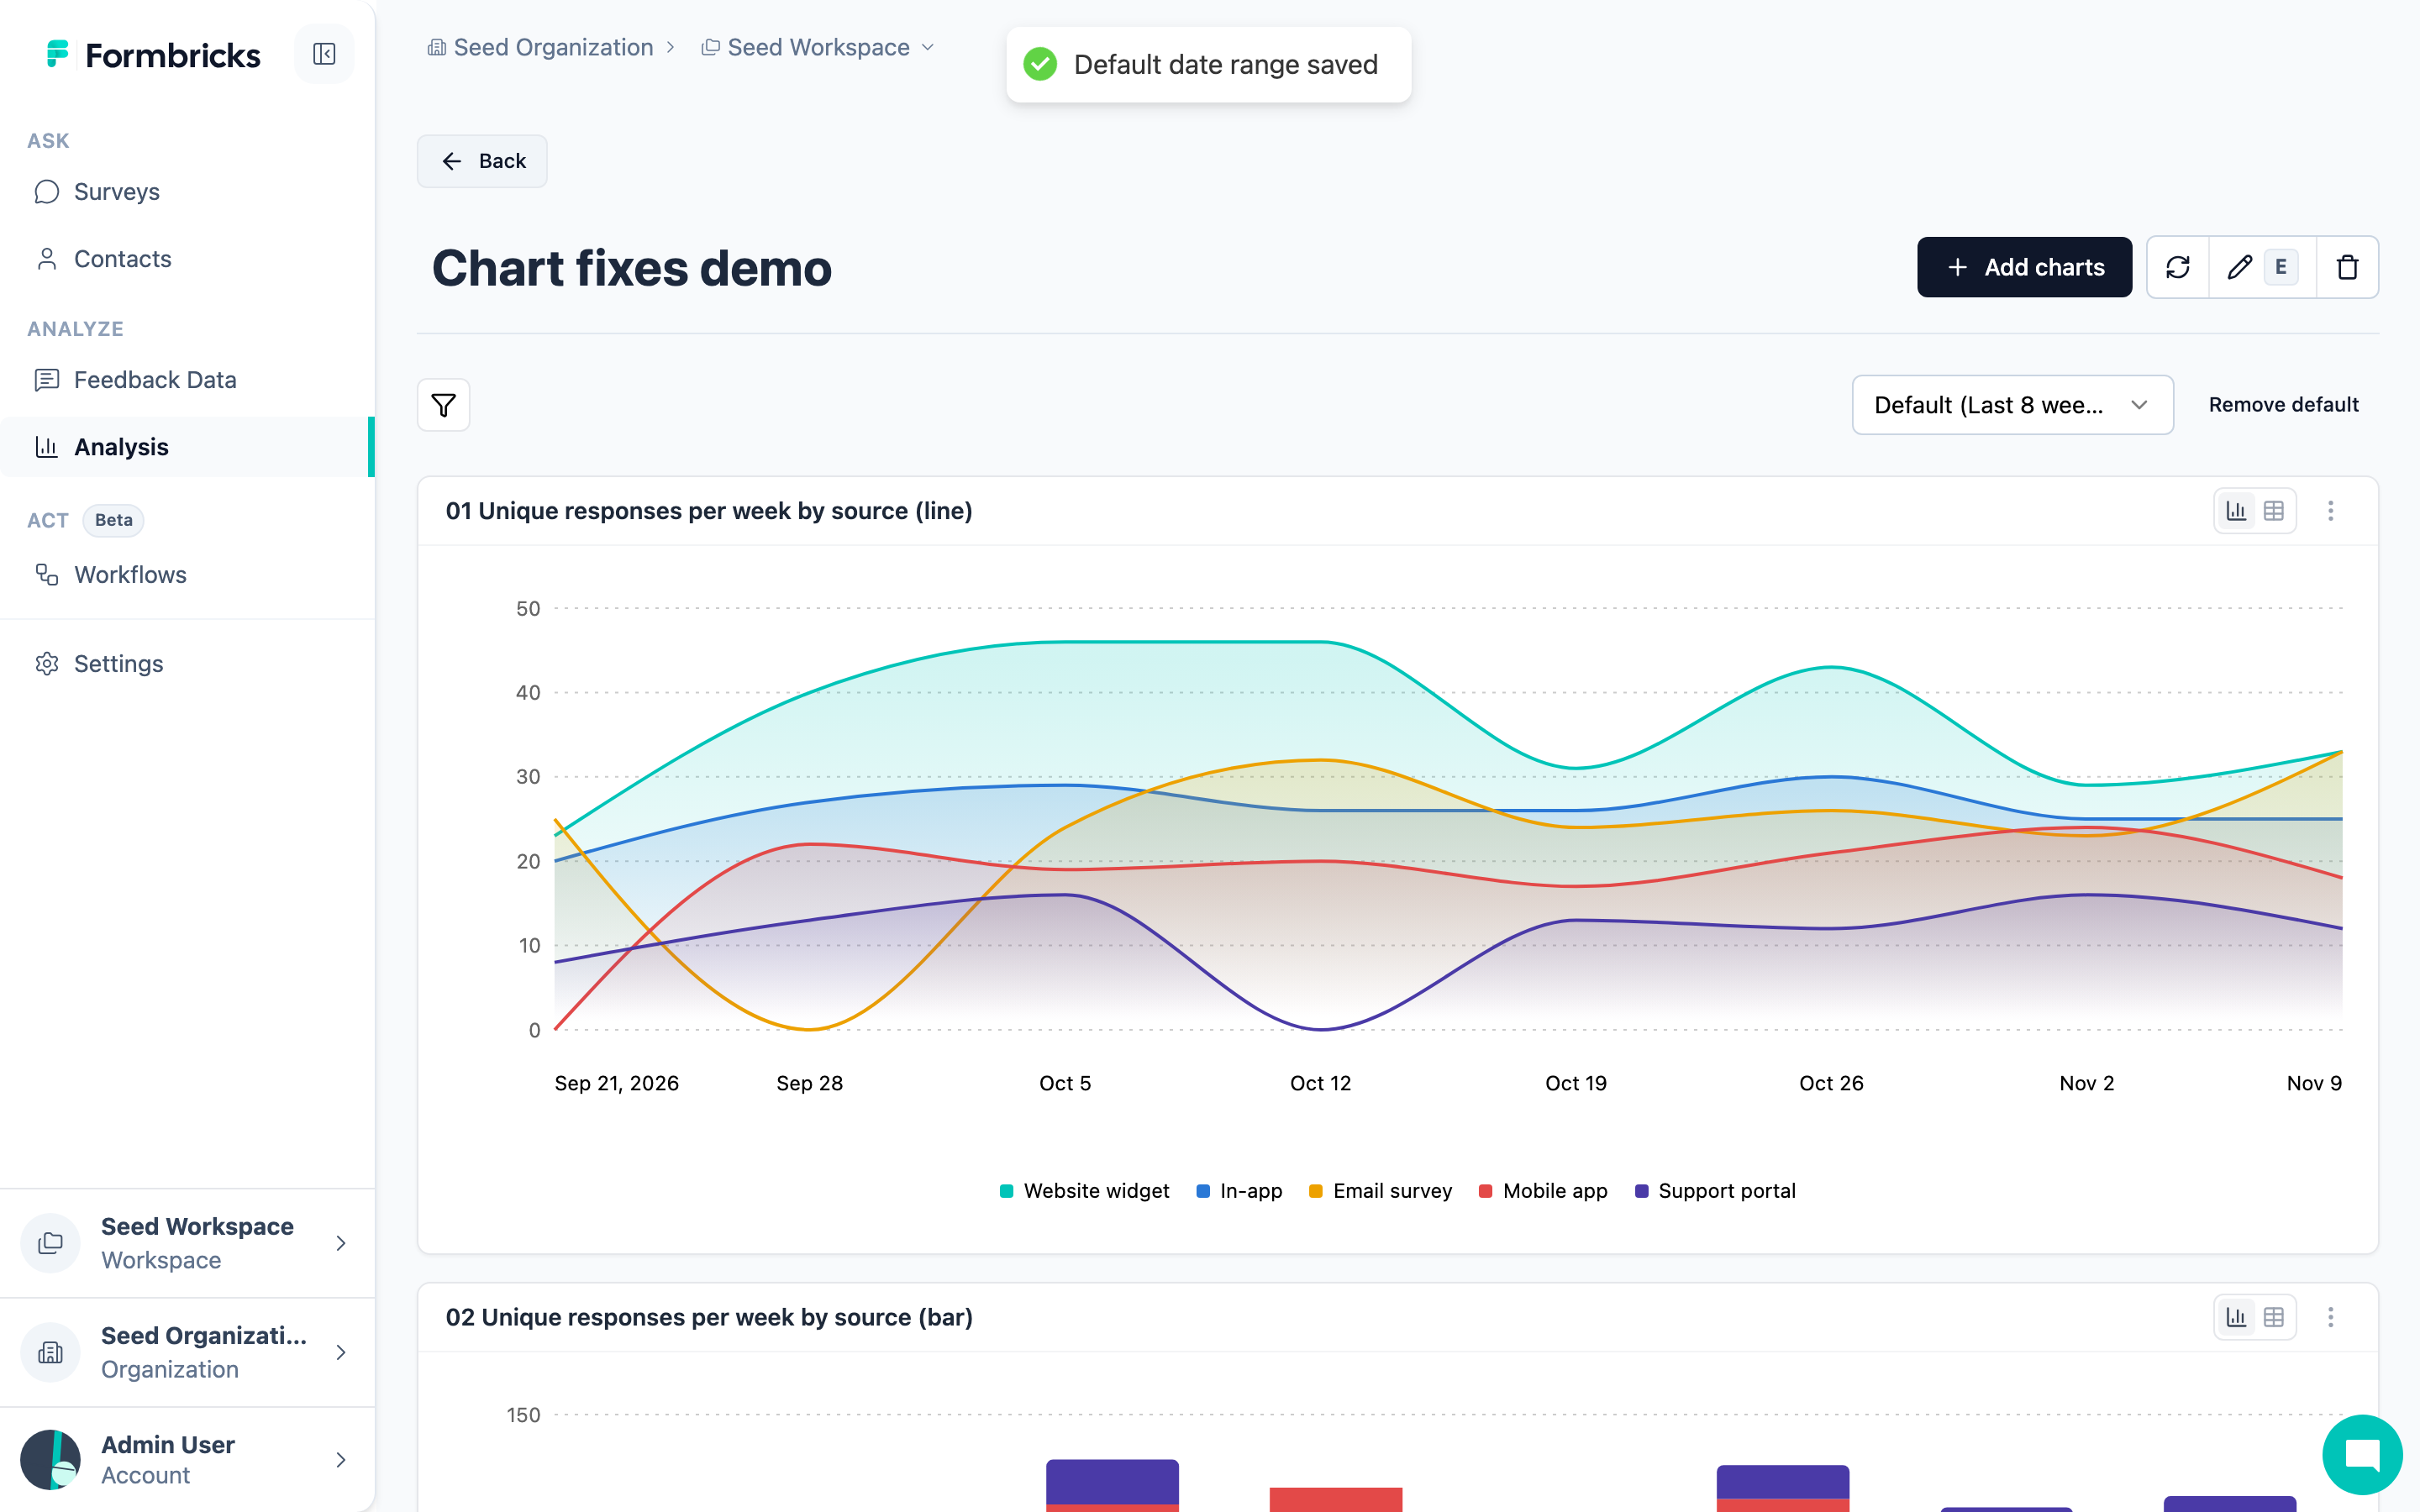 Formbricks
ASK
Surveys
Contacts
ANALYZE
Feedback Data
Analysis
ACT Beta
Workflows
Settings
Seed Workspace
Workspace
Seed Organizati...
Organization
Admin User
Account
Seed Organization
Seed Workspace
Default date range saved
Back
Chart fixes demo
Add charts
E
Default (Last 8 wee...
Remove default
01 Unique responses per week by source (line)
50
40
30
20
10
0
Sep 21, 2026 Sep 28 Oct 5 Oct 12 Oct 19 Oct 26 Nov 2 Nov 9
Website widget In-app Email survey Mobile app Support portal
02 Unique responses per week by source (bar)
150